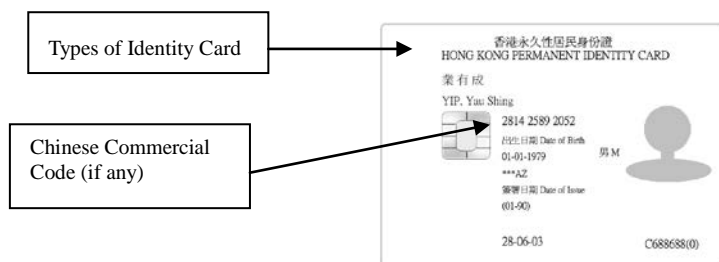 Types of Identity Card
Chinese Commercial
Code (if any)
香港永久性居民身份證
HONG KONG PERMANENT IDENTITY CARD
業有成
YIP, Yau Shing
2814 2589 2052
出生日期 Date of Birth
01-01-1979
男 M
***AZ
簽發日期 Date of Issue
(01-90)
28-06-03
C688688(0)